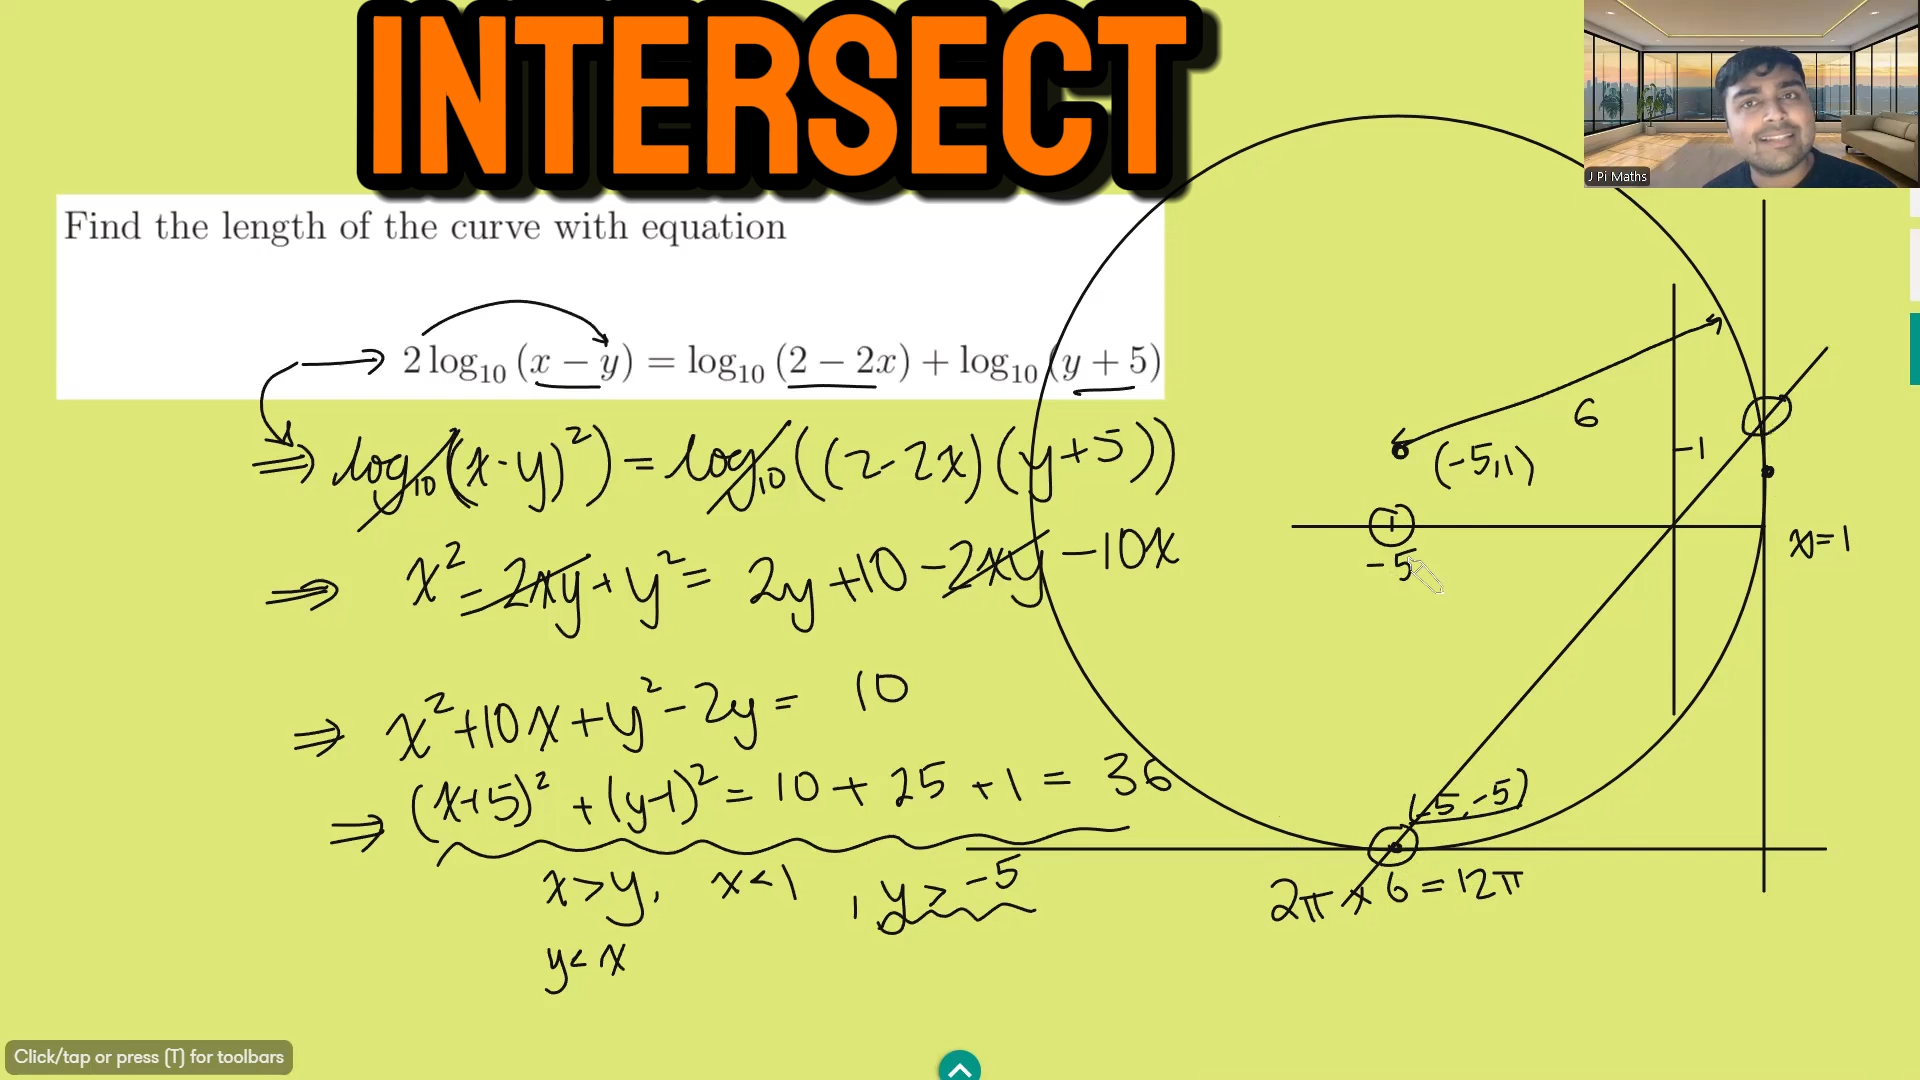 INTERSECT
J Pi Maths
Find the length of the curve with equation
2 log₁₀ (x − y) = log₁₀ (2 − 2x) + log₁₀ (y + 5)
⇒ log₁₀(x-y)²) = log₁₀((2-2x)(y+5))
⇒ x² - 2xy + y² = 2y + 10 - 2xy - 10x
⇒ x² + 10x + y² - 2y = 10
⇒ (x+5)² + (y-1)² = 10 + 25 + 1 = 36
x > y, x < 1, y > -5
y < x
6
(-5,1)
-1
-5
x=1
(-5,-5)
2π × 6 = 12π
Click/tap or press (T) for toolbars